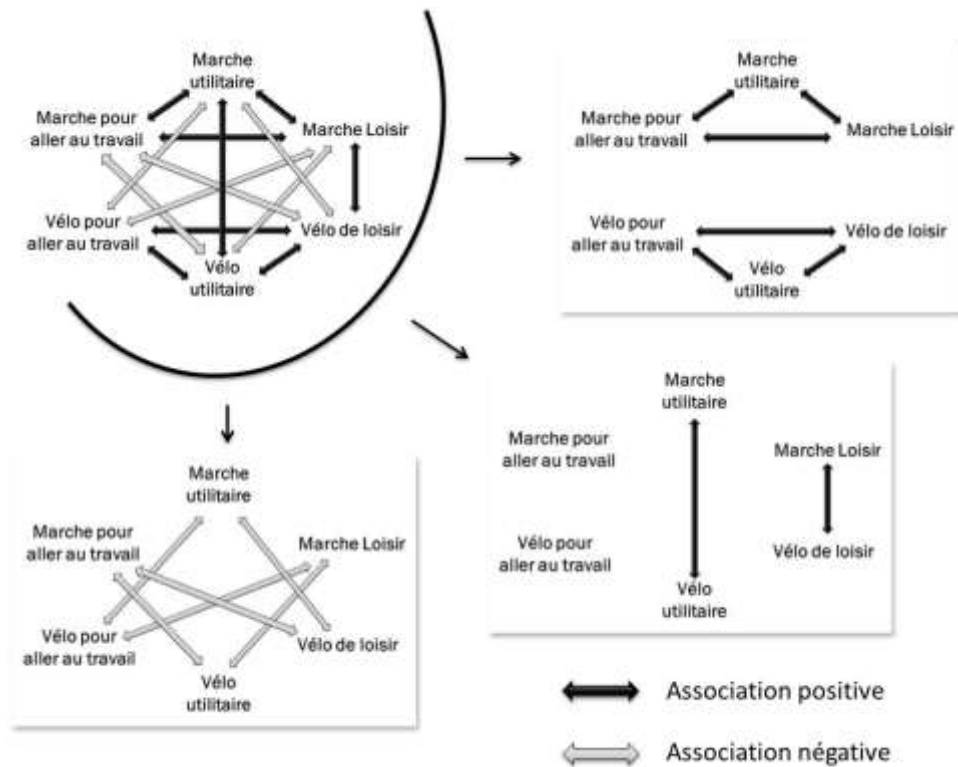 Marche
utilitaire
Marche pour
aller au travail
Marche Loisir
Vélo pour
aller au travail
Vélo de loisir
Vélo
utilitaire
Marche
utilitaire
Marche pour
aller au travail
Marche Loisir
Vélo pour
aller au travail
Vélo de loisir
Vélo
utilitaire
Marche
utilitaire
Marche pour
aller au travail
Marche Loisir
Vélo pour
aller au travail
Vélo de loisir
Vélo
utilitaire
Marche
utilitaire
Marche pour
aller au travail
Marche Loisir
Vélo pour
aller au travail
Vélo de loisir
Vélo
utilitaire
Association positive
Association négative